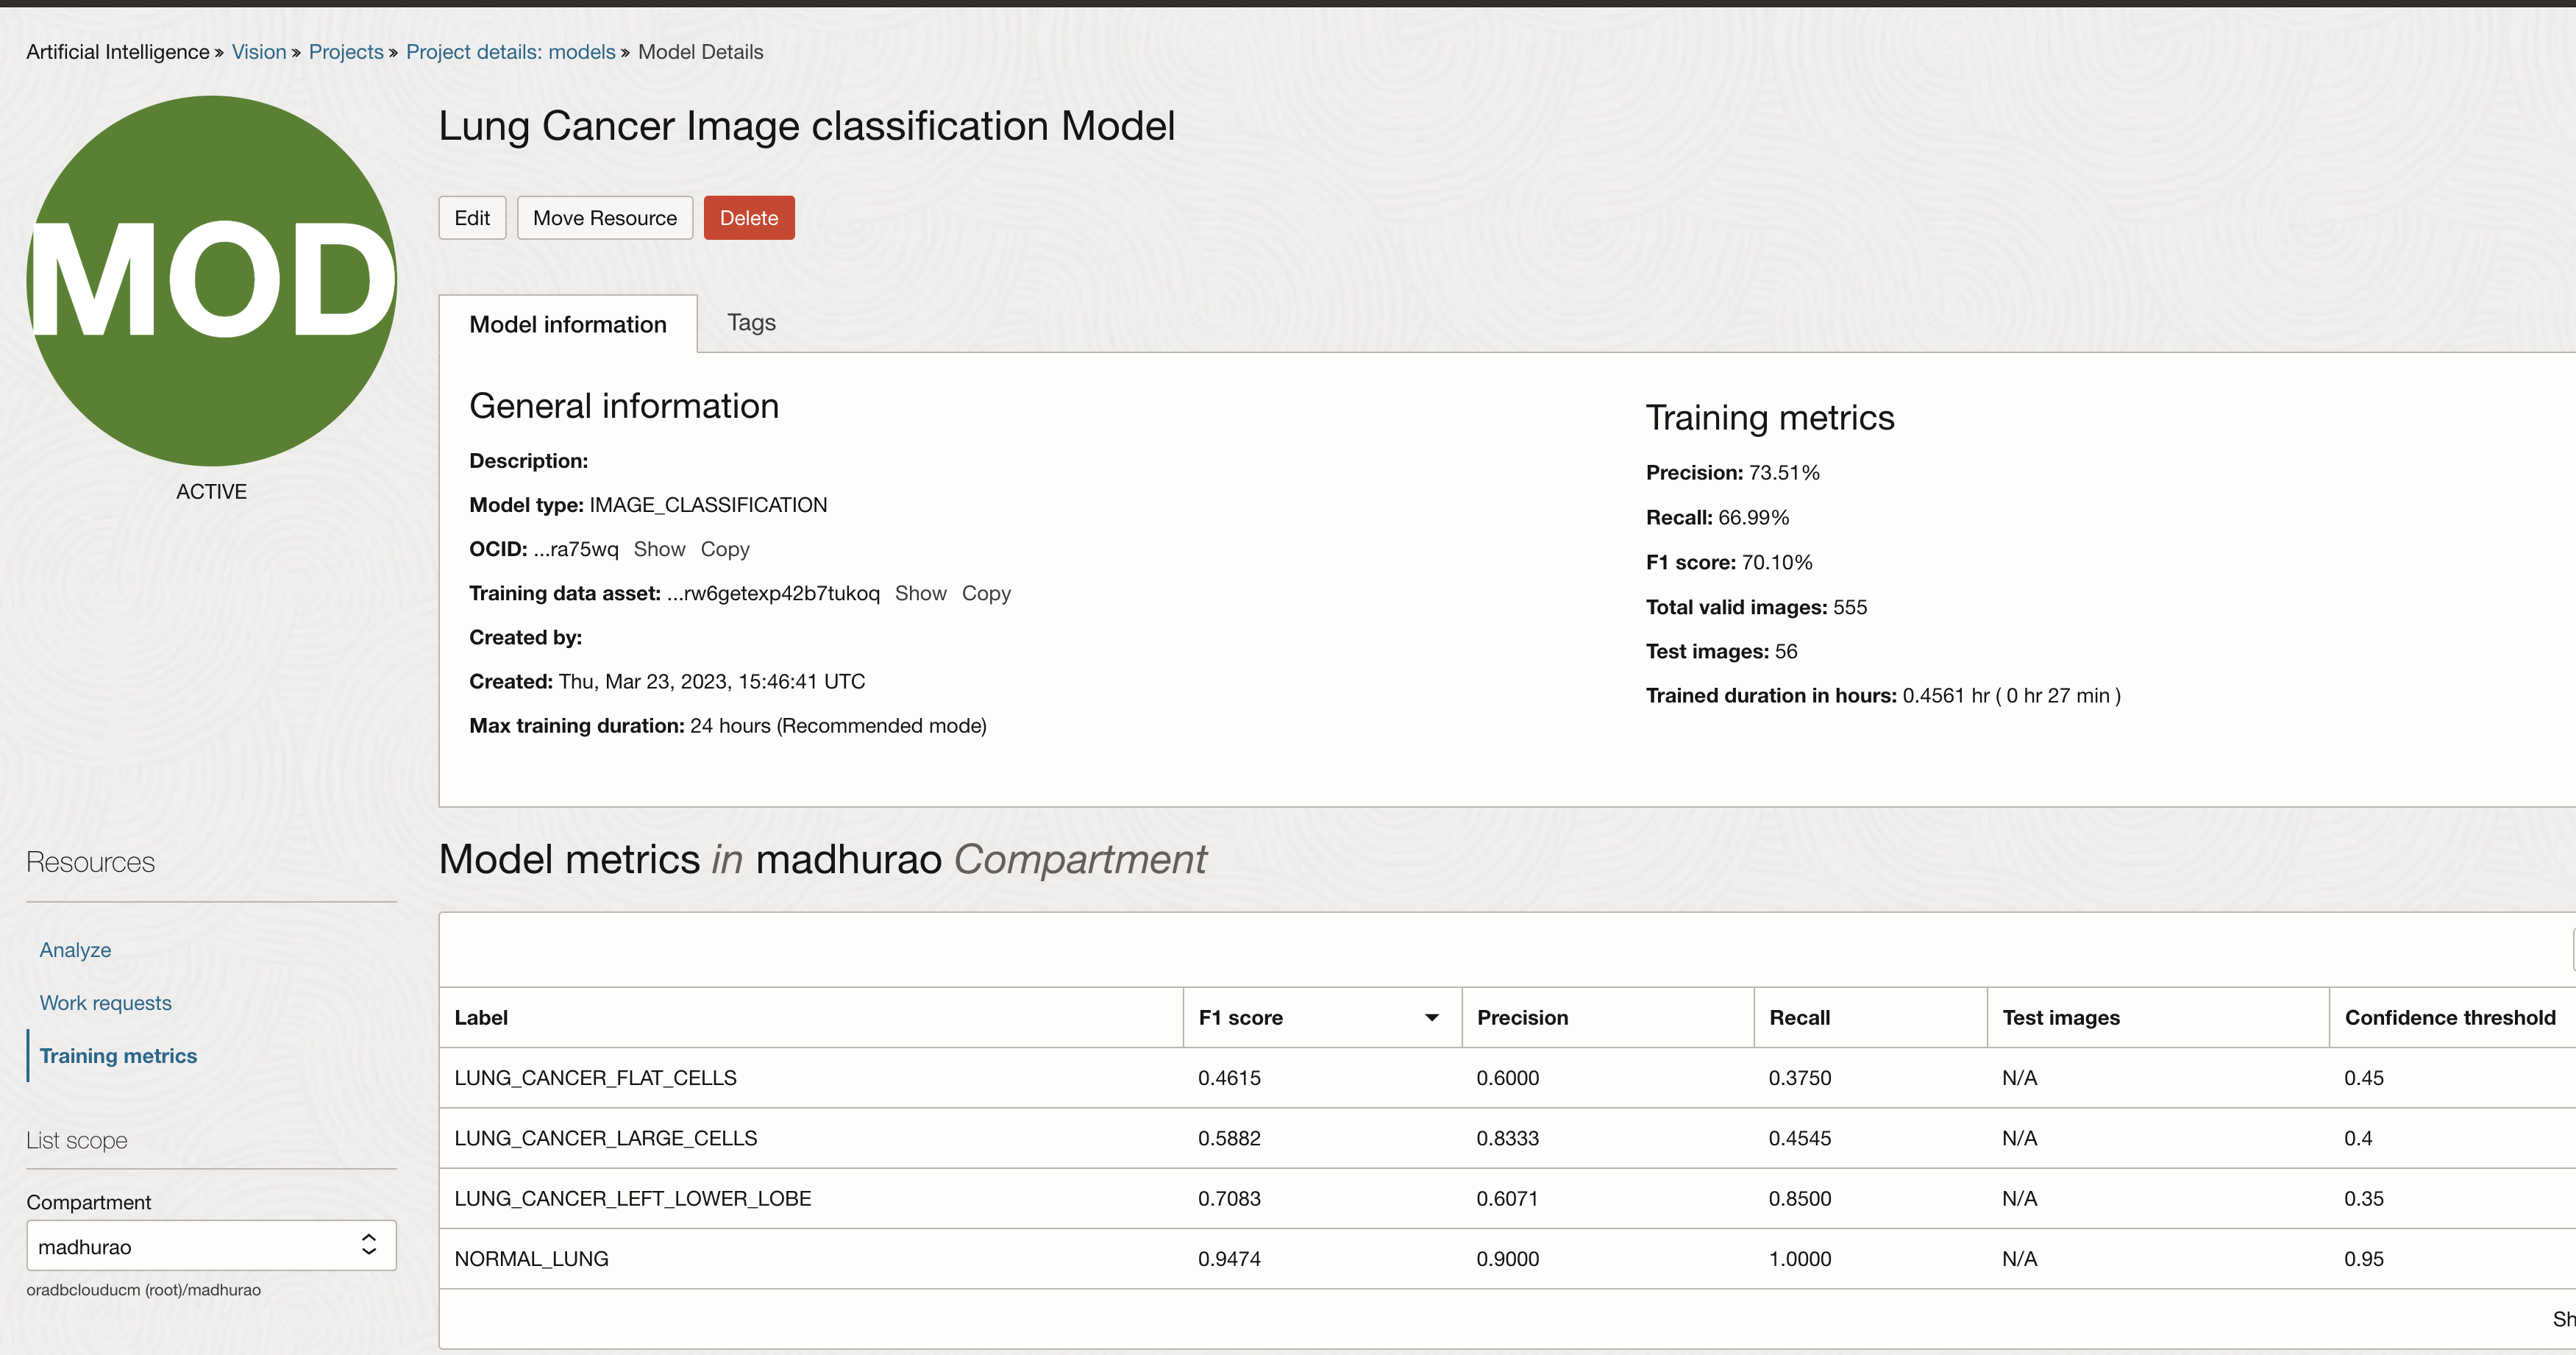 Artificial Intelligence » Vision » Projects » Project details: models » Model Details
MOD
ACTIVE
Lung Cancer Image classification Model
Edit Move Resource Delete
Model information Tags
General information
Description:
Model type: IMAGE_CLASSIFICATION
OCID: ...ra75wq Show Copy
Training data asset: ...rw6getexp42b7tukoq Show Copy
Created by:
Created: Thu, Mar 23, 2023, 15:46:41 UTC
Max training duration: 24 hours (Recommended mode)
Training metrics
Precision: 73.51%
Recall: 66.99%
F1 score: 70.10%
Total valid images: 555
Test images: 56
Trained duration in hours: 0.4561 hr ( 0 hr 27 min )
Resources
Analyze
Work requests
Training metrics
List scope
Compartment
madhurao
oradbclouducm (root)/madhurao
Model metrics in madhurao Compartment
Label F1 score Precision Recall Test images Confidence threshold
LUNG_CANCER_FLAT_CELLS 0.4615 0.6000 0.3750 N/A 0.45
LUNG_CANCER_LARGE_CELLS 0.5882 0.8333 0.4545 N/A 0.4
LUNG_CANCER_LEFT_LOWER_LOBE 0.7083 0.6071 0.8500 N/A 0.35
NORMAL_LUNG 0.9474 0.9000 1.0000 N/A 0.95